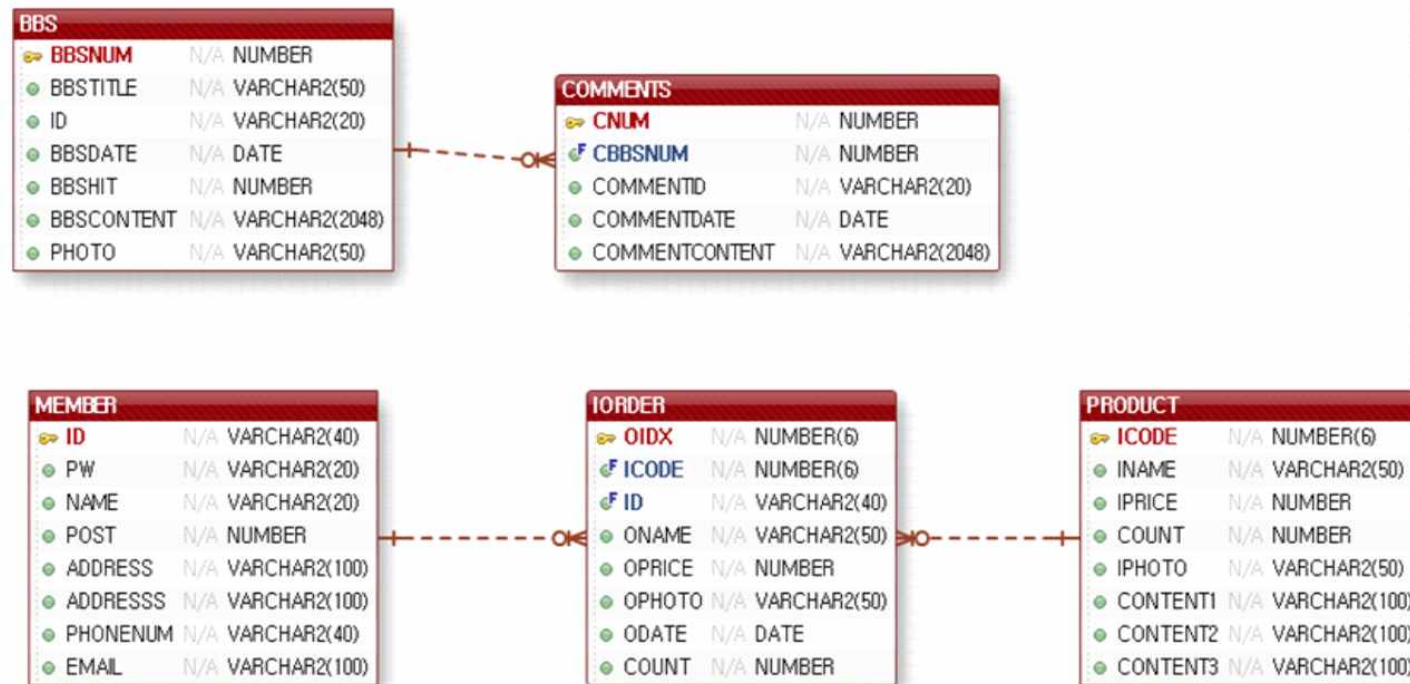 BBS
BBSNUM N/A NUMBER
BBSTITLE N/A VARCHAR2(50)
ID N/A VARCHAR2(20)
BBSDATE N/A DATE
BBSHIT N/A NUMBER
BBSCONTENT N/A VARCHAR2(2048)
PHOTO N/A VARCHAR2(50)
COMMENTS
CNUM N/A NUMBER
F CBBSNUM N/A NUMBER
COMMENTID N/A VARCHAR2(20)
COMMENTDATE N/A DATE
COMMENTCONTENT N/A VARCHAR2(2048)
MEMBER
ID N/A VARCHAR2(40)
PW N/A VARCHAR2(20)
NAME N/A VARCHAR2(20)
POST N/A NUMBER
ADDRESS N/A VARCHAR2(100)
ADDRESSS N/A VARCHAR2(100)
PHONENUM N/A VARCHAR2(40)
EMAIL N/A VARCHAR2(100)
IORDER
OIDX N/A NUMBER(6)
F ICODE N/A NUMBER(6)
F ID N/A VARCHAR2(40)
ONAME N/A VARCHAR2(50)
OPRICE N/A NUMBER
OPHOTO N/A VARCHAR2(50)
ODATE N/A DATE
COUNT N/A NUMBER
PRODUCT
ICODE N/A NUMBER(6)
INAME N/A VARCHAR2(50)
IPRICE N/A NUMBER
COUNT N/A NUMBER
IPHOTO N/A VARCHAR2(50)
CONTENT1 N/A VARCHAR2(100)
CONTENT2 N/A VARCHAR2(100)
CONTENT3 N/A VARCHAR2(100)